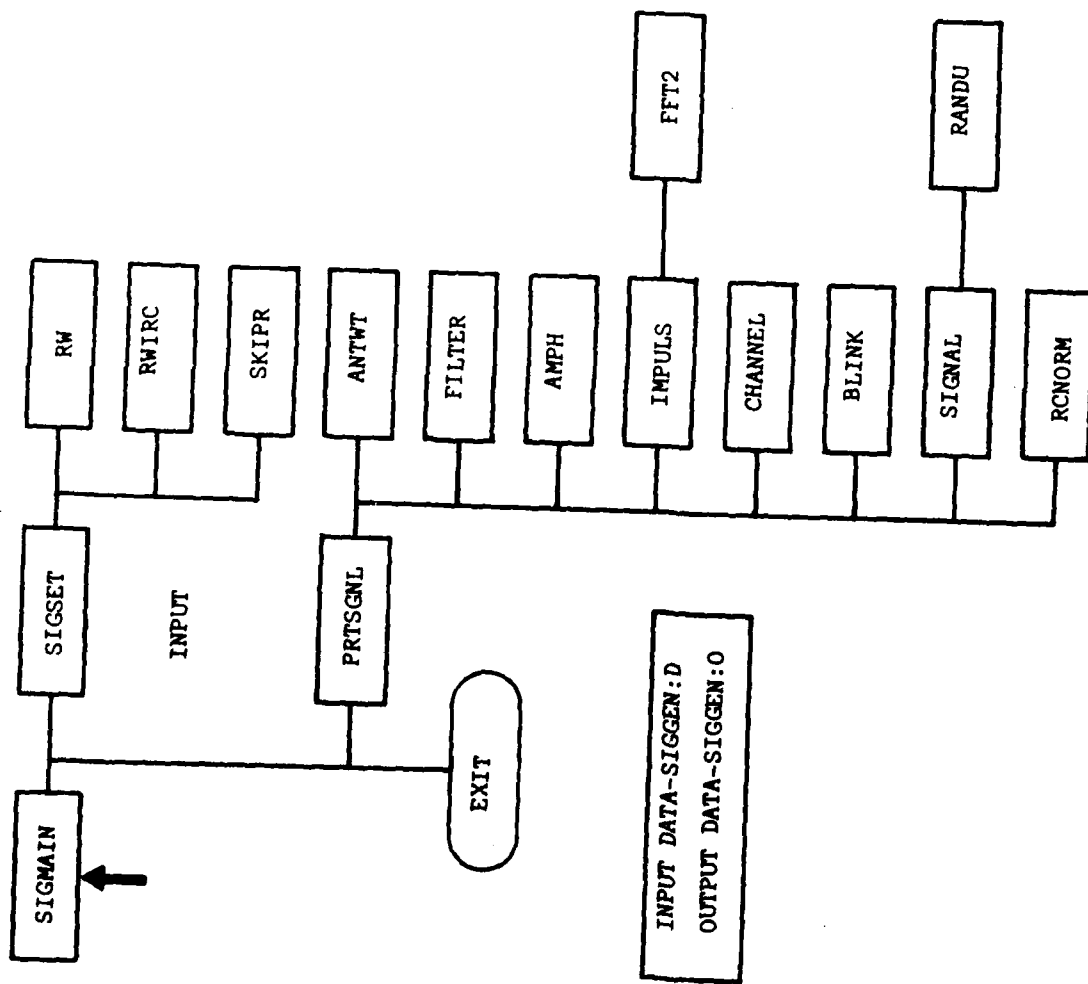 SIGMAIN
SIGSET
RW
RWIRC
SKIPR
INPUT
PRTSGNL
ANTWT
FILTER
AMPH
IMPULS
FFT2
CHANNEL
BLINK
SIGNAL
RANDU
RCNORM
EXIT
INPUT DATA-SIGGEN:D
OUTPUT DATA-SIGGEN:O